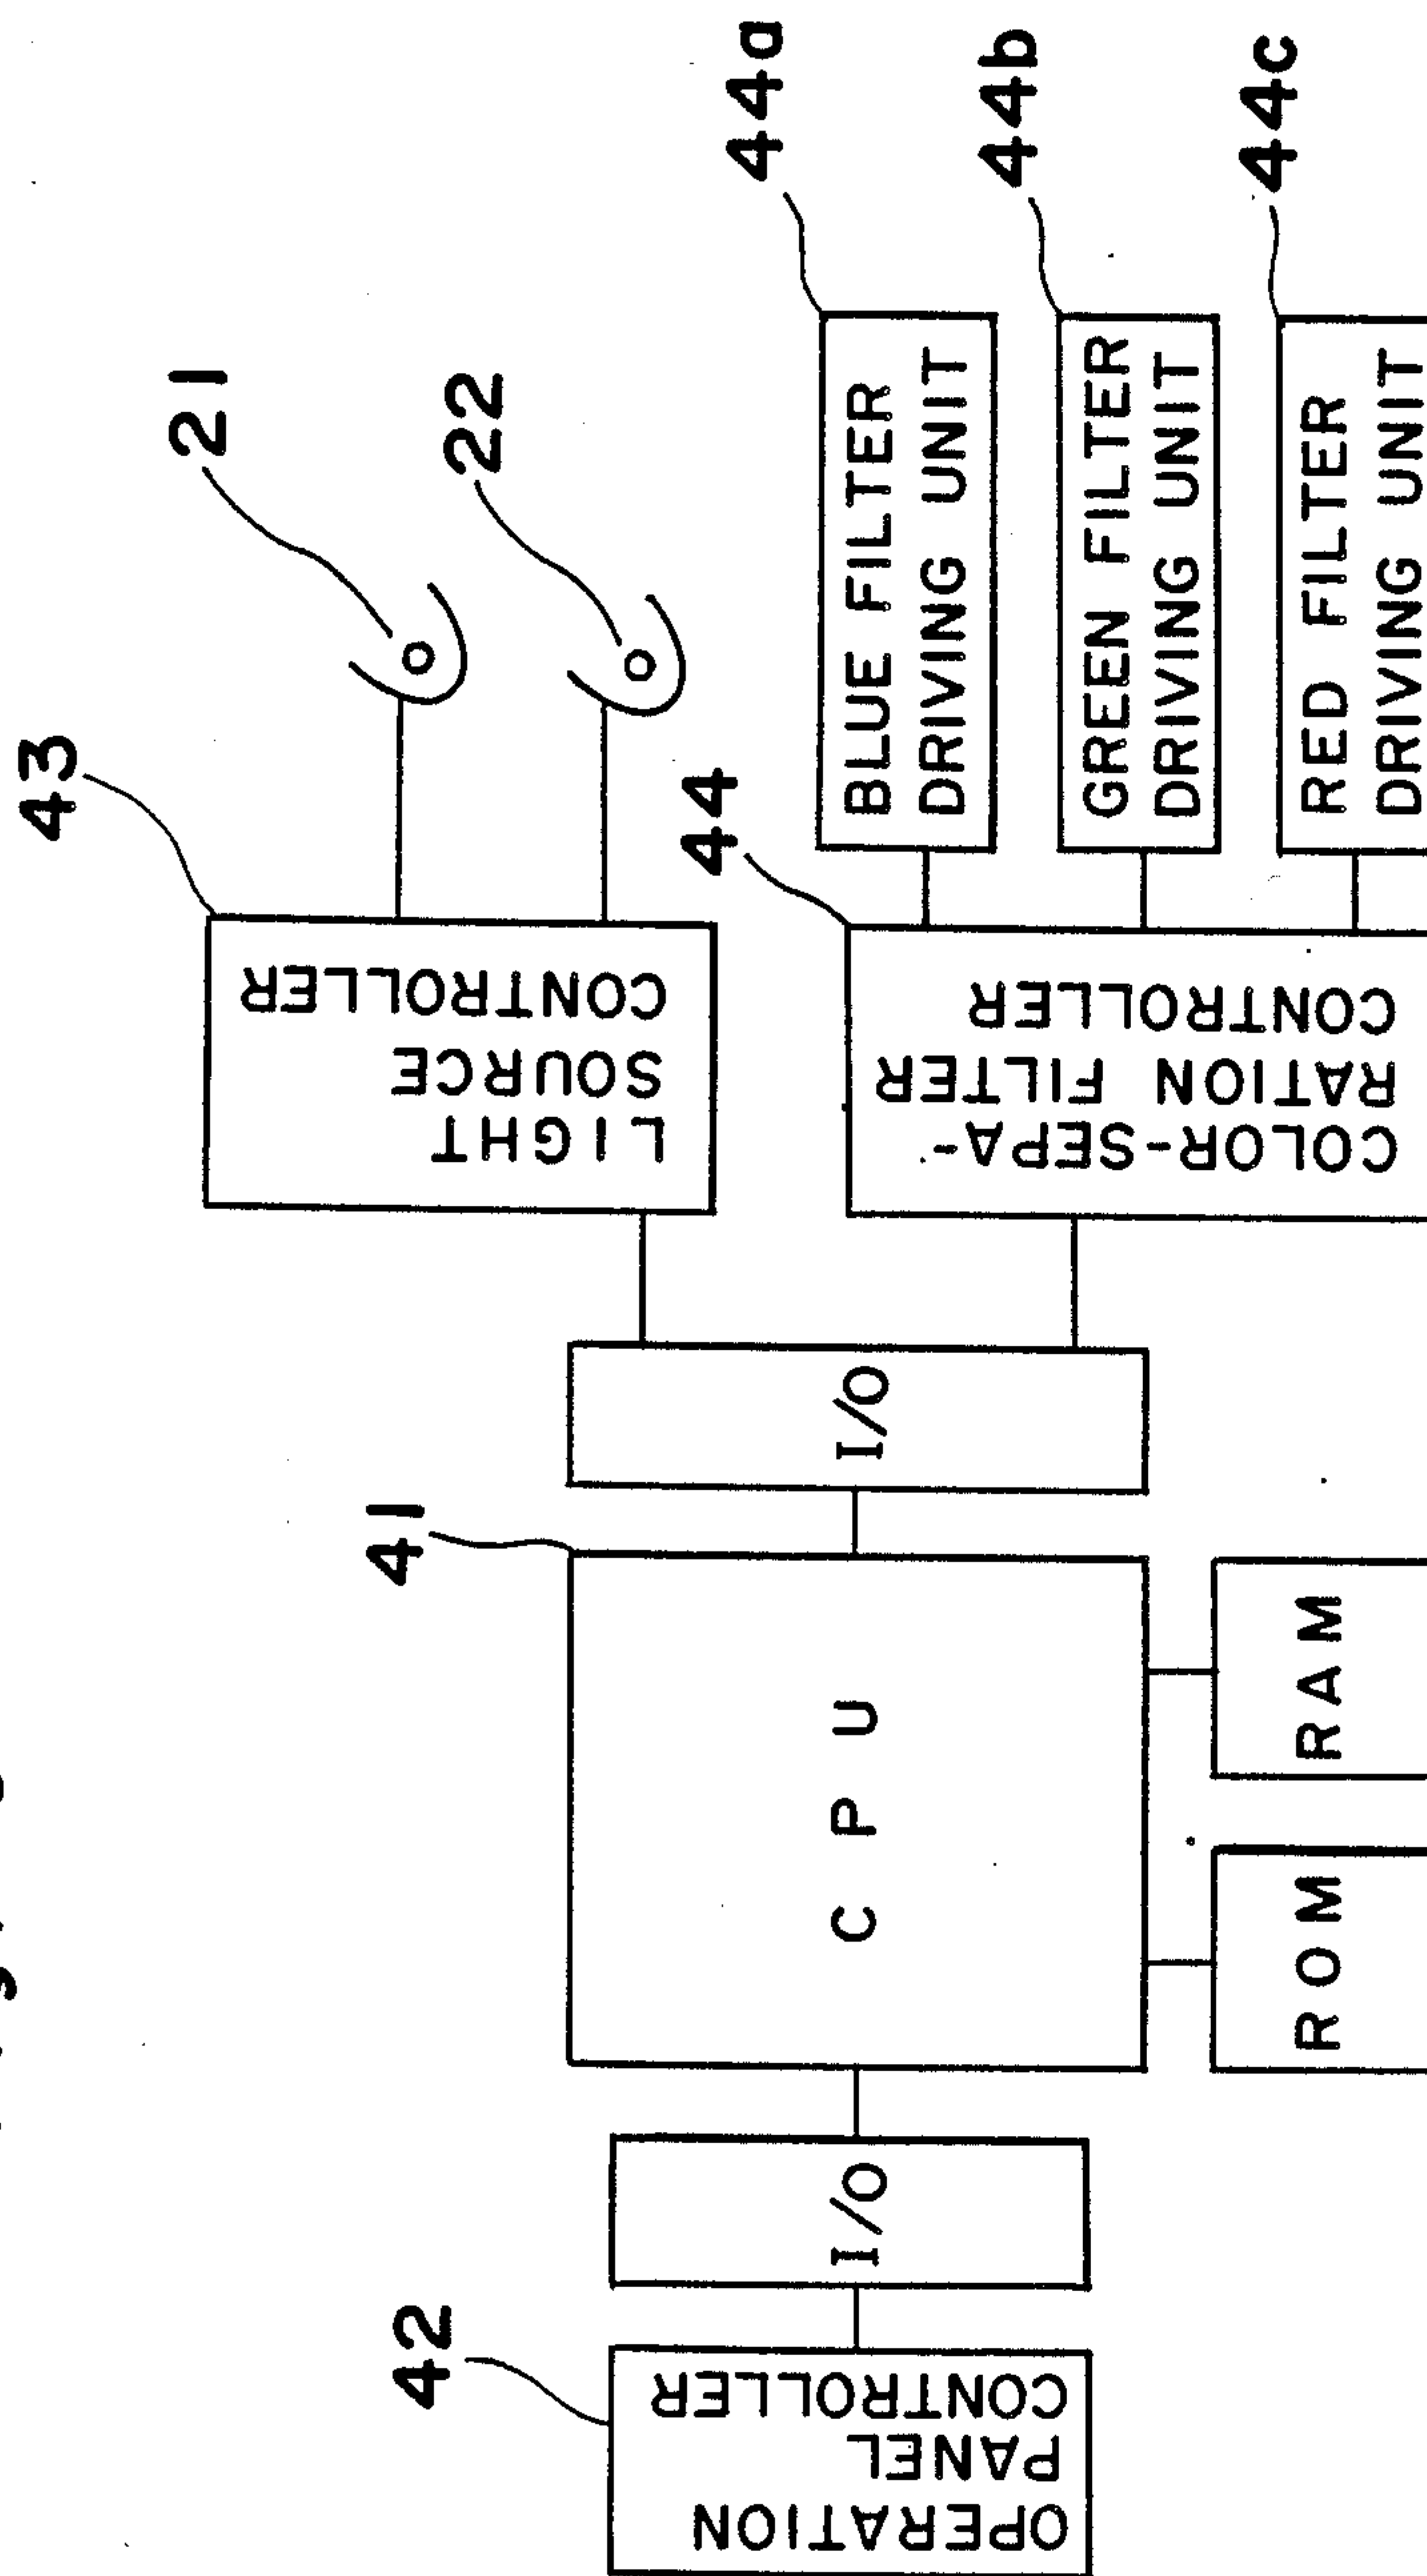 43
21
22
44a
44b
44c
44
41
42
LIGHT
SOURCE
CONTROLLER
BLUE FILTER
DRIVING UNIT
GREEN FILTER
DRIVING UNIT
RED FILTER
DRIVING UNIT
COLOR-SEPA-
RATION FILTER
CONTROLLER
I/O
CPU
RAM
ROM
I/O
OPERATION
PANEL
CONTROLLER